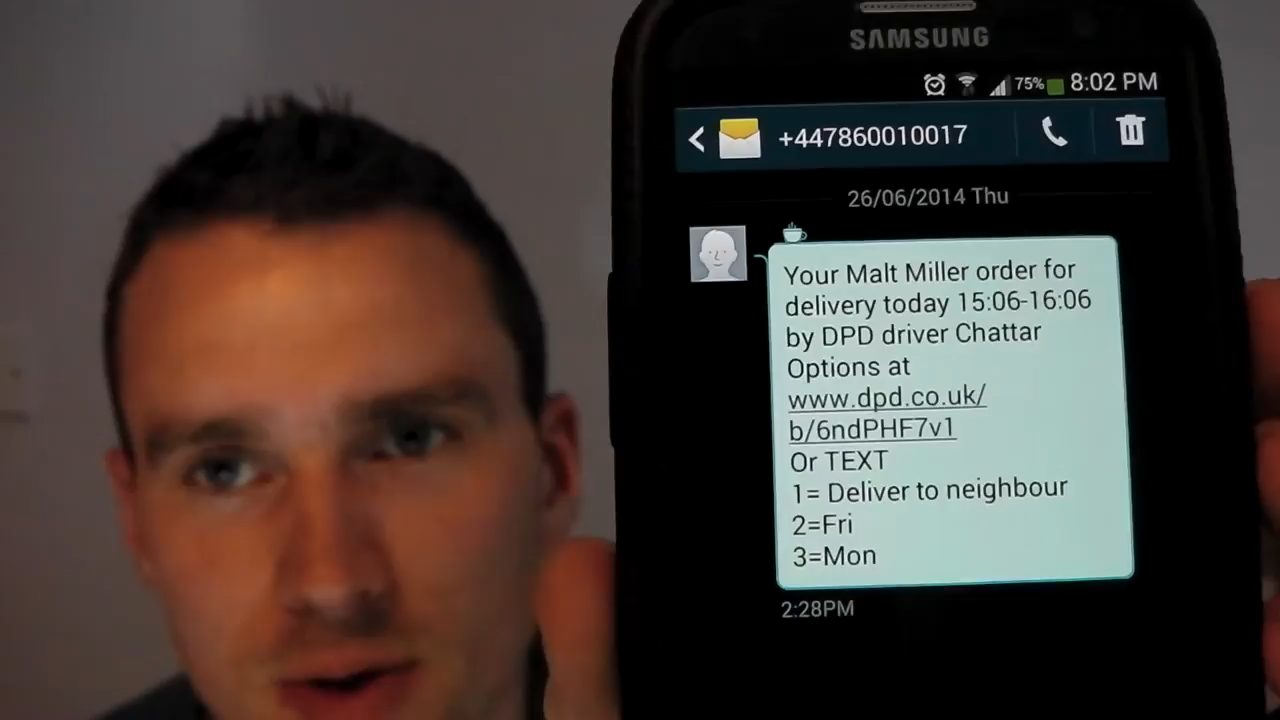 SAMSUNG
75% 8:02 PM
+447860010017
26/06/2014 Thu
Your Malt Miller order for
delivery today 15:06-16:06
by DPD driver Chattar
Options at
www.dpd.co.uk/
b/6ndPHF7v1
Or TEXT
1= Deliver to neighbour
2=Fri
3=Mon
2:28PM